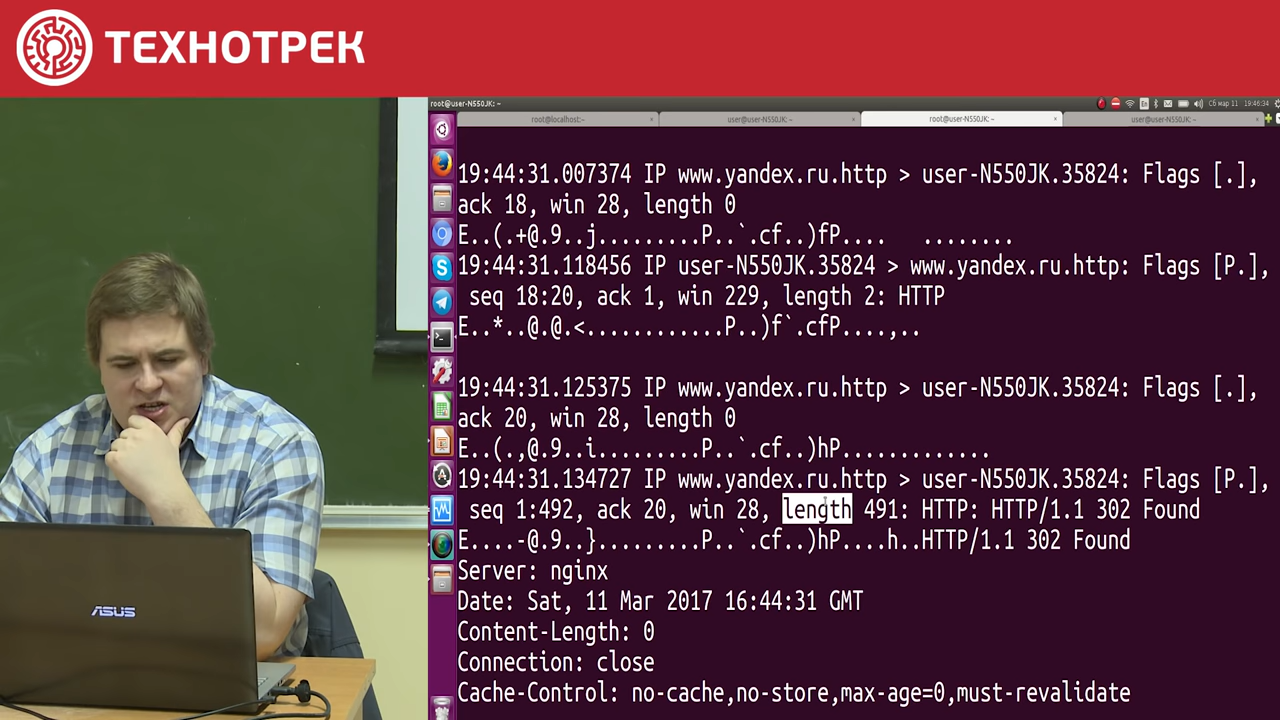 ТЕХНОТРЕК
root@user-N550JK: ~
En
Сб мар 11 19:46:34
root@localhost:~
user@user-N550JK: ~
root@user-N550JK: ~
user@user-N550JK: ~
19:44:31.007374 IP www.yandex.ru.http > user-N550JK.35824: Flags [.],
ack 18, win 28, length 0
E..(.+@.9..j.........P..`.cf..)fP.... ........
19:44:31.118456 IP user-N550JK.35824 > www.yandex.ru.http: Flags [P.],
seq 18:20, ack 1, win 229, length 2: HTTP
E..*..@.@.<............P..)f`.cfP....,..
19:44:31.125375 IP www.yandex.ru.http > user-N550JK.35824: Flags [.],
ack 20, win 28, length 0
E..(.,@.9..i.........P..`.cf..)hP.............
19:44:31.134727 IP www.yandex.ru.http > user-N550JK.35824: Flags [P.],
seq 1:492, ack 20, win 28, length 491: HTTP: HTTP/1.1 302 Found
E....-@.9..}.........P..`.cf..)hP....h..HTTP/1.1 302 Found
Server: nginx
Date: Sat, 11 Mar 2017 16:44:31 GMT
Content-Length: 0
Connection: close
Cache-Control: no-cache,no-store,max-age=0,must-revalidate
ASUS